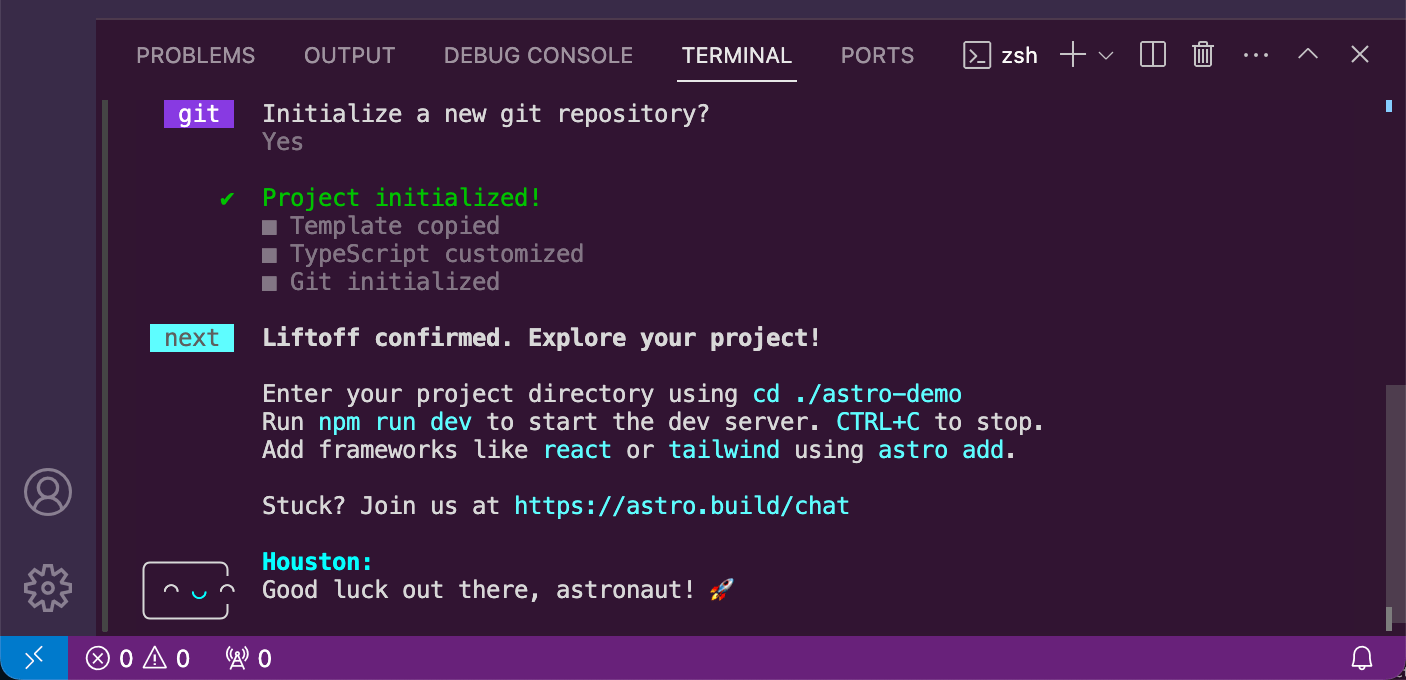 PROBLEMS OUTPUT DEBUG CONSOLE TERMINAL PORTS zsh
git Initialize a new git repository?
Yes
✔ Project initialized!
■ Template copied
■ TypeScript customized
■ Git initialized
next Liftoff confirmed. Explore your project!
Enter your project directory using cd ./astro-demo
Run npm run dev to start the dev server. CTRL+C to stop.
Add frameworks like react or tailwind using astro add.
Stuck? Join us at https://astro.build/chat
Houston:
Good luck out there, astronaut! 🚀
0 0 0